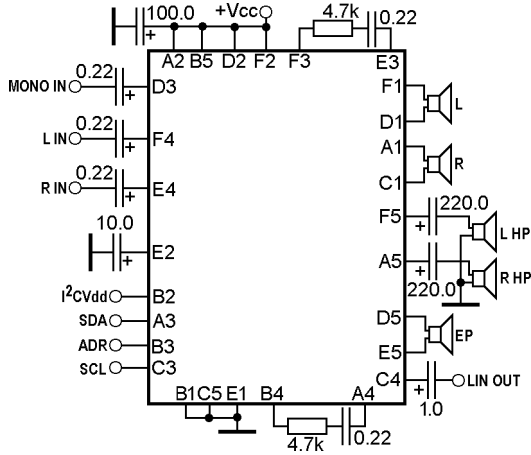 100.0 +Vcc 4.7k 0.22
+
A2 B5 D2 F2 F3 E3
MONO IN 0.22 + D3 F1
L
L IN 0.22 + F4 D1
A1
R
R IN 0.22 + E4 C1
F5 + 220.0
L HP
10.0 + E2
A5 + 220.0
R HP
I²CVdd B2
SDA A3 D5
EP
ADR B3 E5
SCL C3 C4 + 1.0 LIN OUT
B1 C5 E1 B4 A4
4.7k 0.22